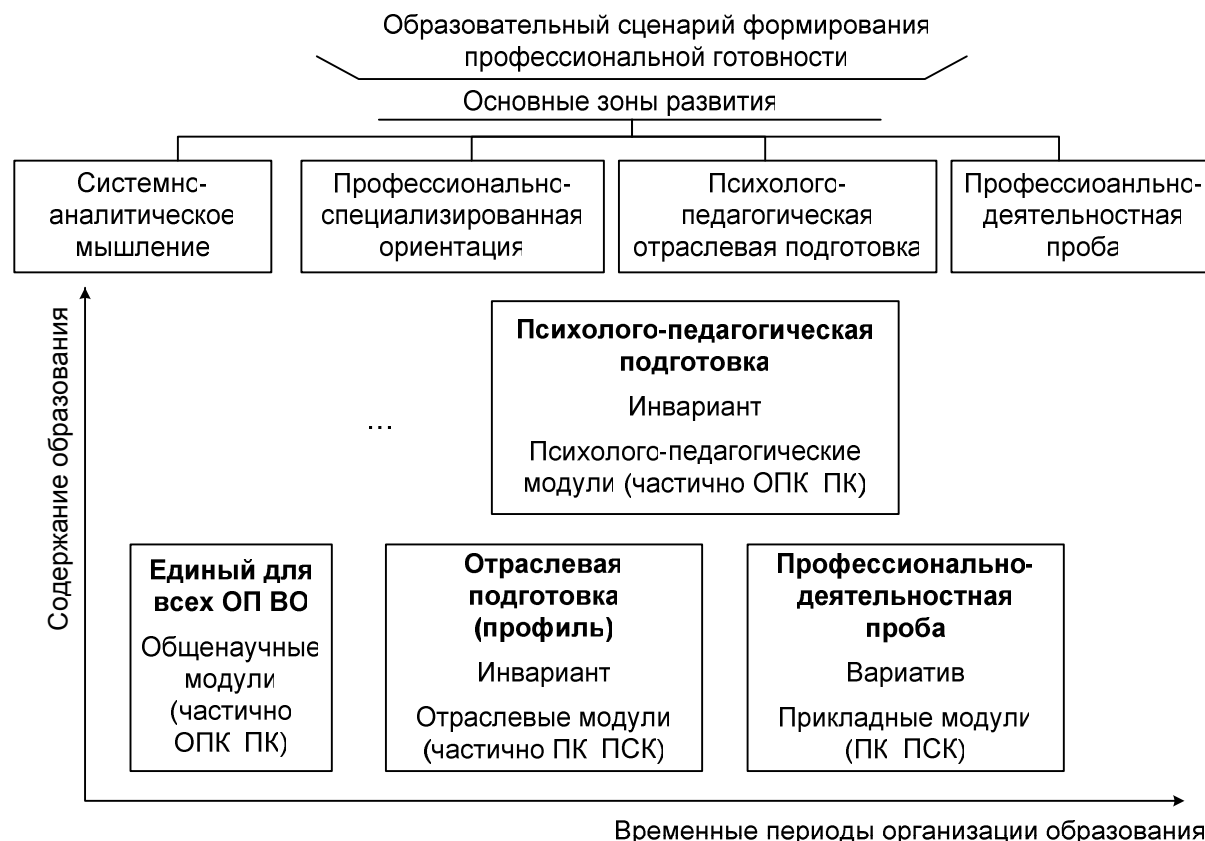 Образовательный сценарий формирования
профессиональной готовности
Основные зоны развития
Системно-
аналитическое
мышление
Профессионально-
специализированная
ориентация
Психолого-
педагогическая
отраслевая подготовка
Профессиоанльно-
деятельностная
проба
Содержание образования
Психолого-педагогическая
подготовка
Инвариант
Психолого-педагогические
модули (частично ОПК ПК)
...
Единый для
всех ОП ВО
Общенаучные
модули
(частично
ОПК ПК)
Отраслевая
подготовка
(профиль)
Инвариант
Отраслевые модули
(частично ПК ПСК)
Профессионально-
деятельностная
проба
Вариатив
Прикладные модули
(ПК ПСК)
Временные периоды организации образования